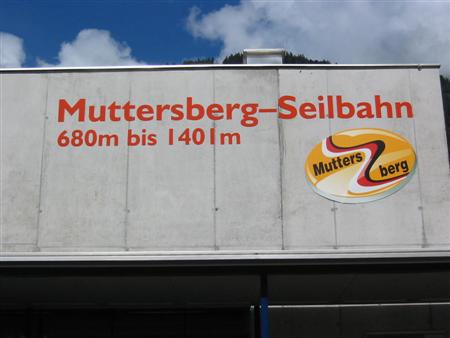 Muttersberg–Seilbahn
680m bis 1401m
Mutters berg